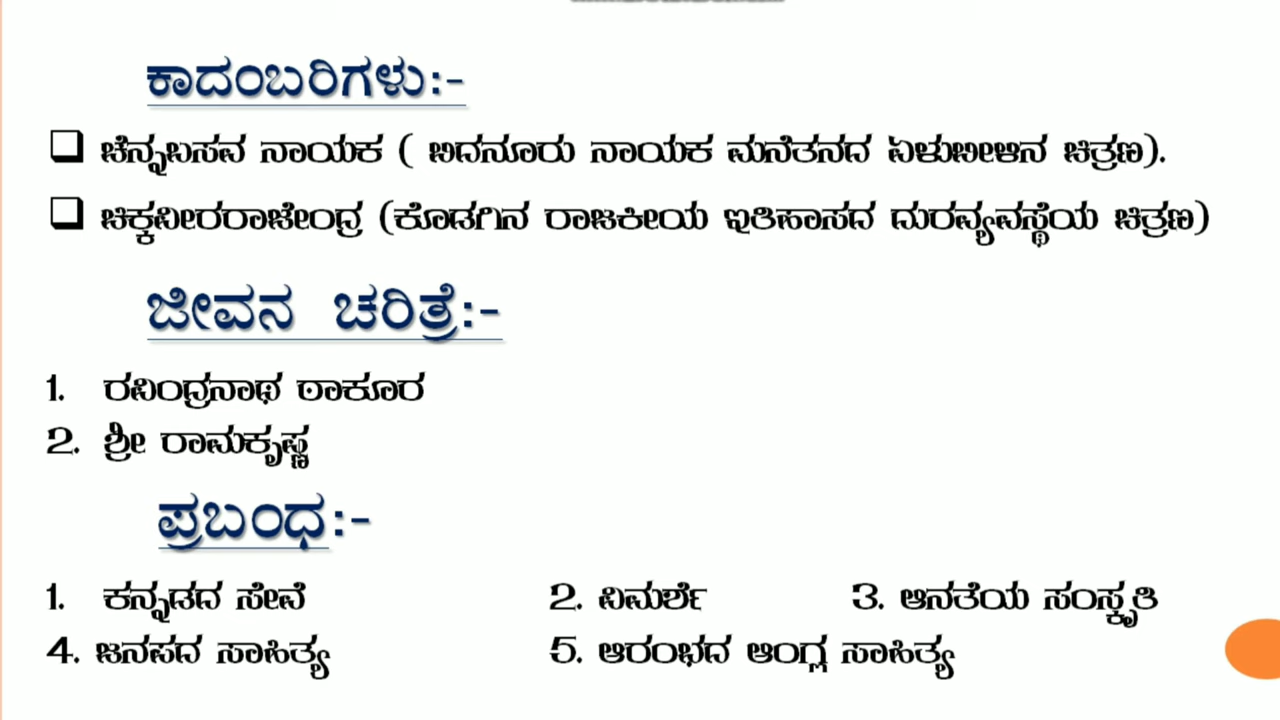 ಕಾದಂಬರಿಗಳು:-
❑ ಚೆನ್ನಬಸವ ನಾಯಕ ( ಬಿದನೂರು ನಾಯಕ ಮನೆತನದ ಏಳುಬೀಳಿನ ಚಿತ್ರಣ).
❑ ಚಿಕ್ಕವೀರರಾಜೇಂದ್ರ (ಕೊಡಗಿನ ರಾಜಕೀಯ ಇತಿಹಾಸದ ದುರವ್ಯವಸ್ಥೆಯ ಚಿತ್ರಣ)
ಜೀವನ ಚರಿತ್ರೆ:-
1. ರವಿಂದ್ರನಾಥ ಠಾಕೂರ
2. ಶ್ರೀ ರಾಮಕೃಷ್ಣ
ಪ್ರಬಂಧ:-
1. ಕನ್ನಡದ ಸೇವೆ 2. ವಿಮರ್ಶೆ 3. ಆನತೆಯ ಸಂಸ್ಕೃತಿ
4. ಜನಪದ ಸಾಹಿತ್ಯ 5. ಆರಂಭದ ಆಂಗ್ಲ ಸಾಹಿತ್ಯ